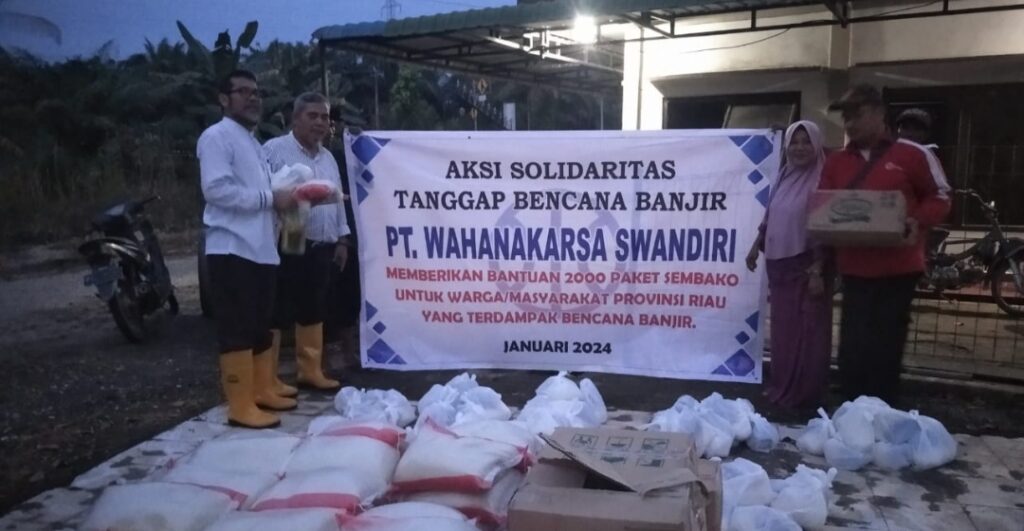 AKSI SOLIDARITAS
TANGGAP BENCANA BANJIR
PT. WAHANAKARSA SWANDIRI
MEMBERIKAN BANTUAN 2000 PAKET SEMBAKO
UNTUK WARGA/MASYARAKAT PROVINSI RIAU
YANG TERDAMPAK BENCANA BANJIR.
JANUARI 2024